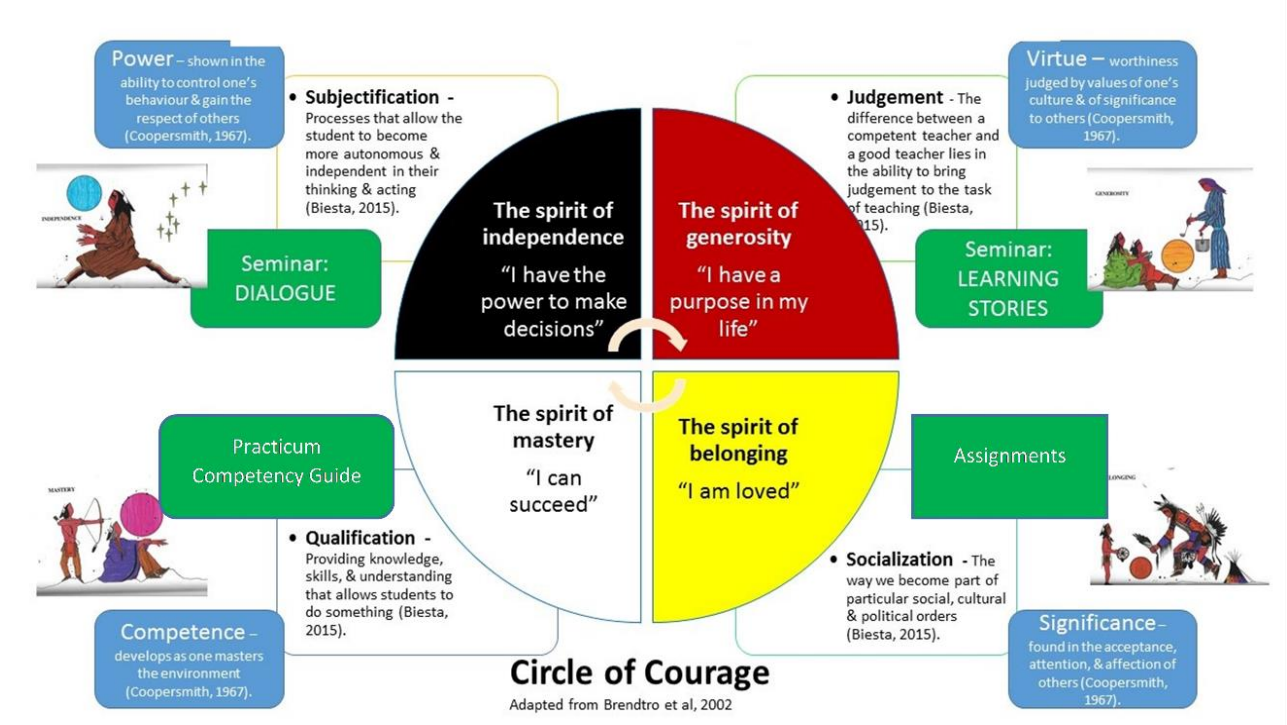 Power – shown in the
ability to control one's
behaviour & gain the
respect of others
(Coopersmith, 1967).
• Subjectification -
Processes that allow the
student to become
more autonomous &
independent in their
thinking & acting
(Biesta, 2015).
INDEPENDENCE
Seminar:
DIALOGUE
The spirit of
independence
"I have the
power to make
decisions"
The spirit of
generosity
"I have a
purpose in my
life"
• Judgement - The
difference between a
competent teacher and
a good teacher lies in
the ability to bring
judgement to the task
of teaching (Biesta,
15).
Virtue – worthiness
judged by values of one's
culture & of significance
to others (Coopersmith,
1967).
GENEROSITY
Seminar:
LEARNING
STORIES
Practicum
Competency Guide
MASTERY
• Qualification -
Providing knowledge,
skills, & understanding
that allows students to
do something (Biesta,
2015).
Competence –
develops as one masters
the environment
(Coopersmith, 1967).
The spirit of
mastery
"I can
succeed"
The spirit of
belonging
"I am loved"
Assignments
LONGING
• Socialization - The
way we become part of
particular social, cultural
& political orders
(Biesta, 2015).
Significance–
found in the acceptance,
attention, & affection of
others (Coopersmith,
1967).
Circle of Courage
Adapted from Brendtro et al, 2002